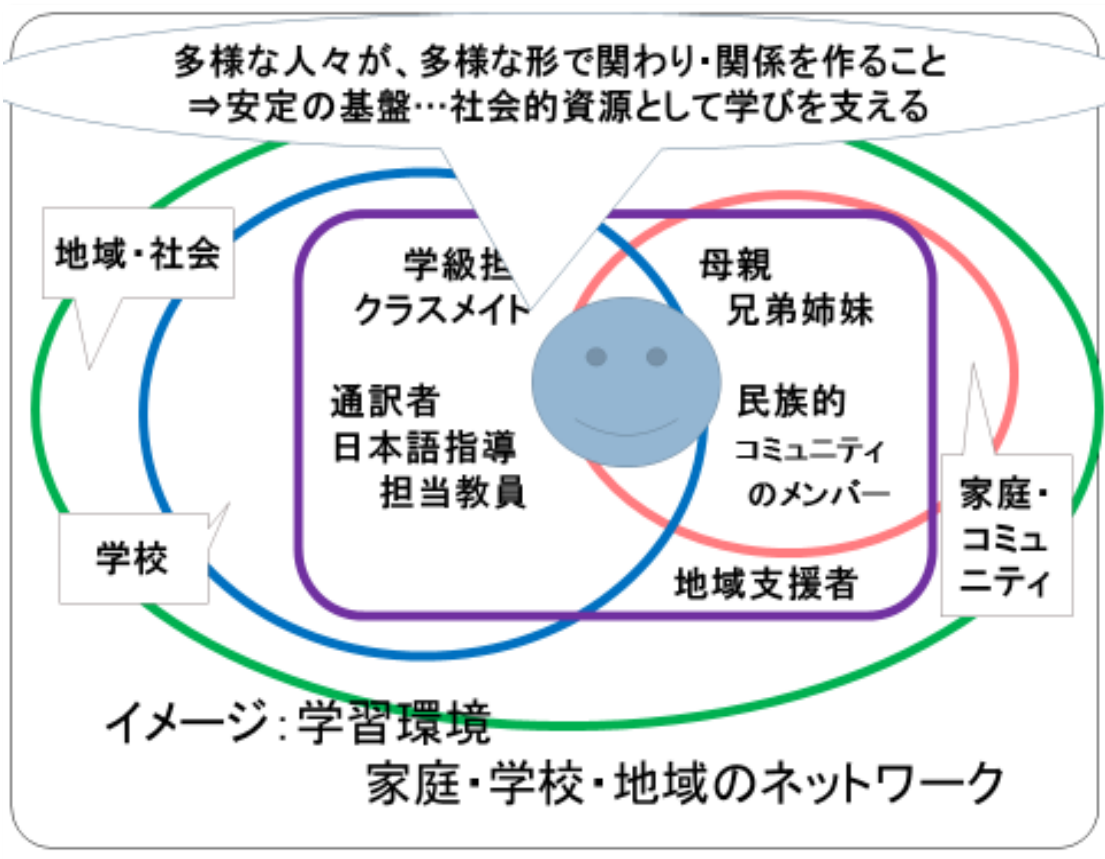 多様な人々が、多様な形で関わり・関係を作ること
⇒安定の基盤…社会的資源として学びを支える
地域・社会
学級担
クラスメイト
母親
兄弟姉妹
通訳者
日本語指導
担当教員
民族的
コミュニティ
のメンバー
学校
家庭・
コミュ
ニティ
地域支援者
イメージ:学習環境
家庭・学校・地域のネットワーク